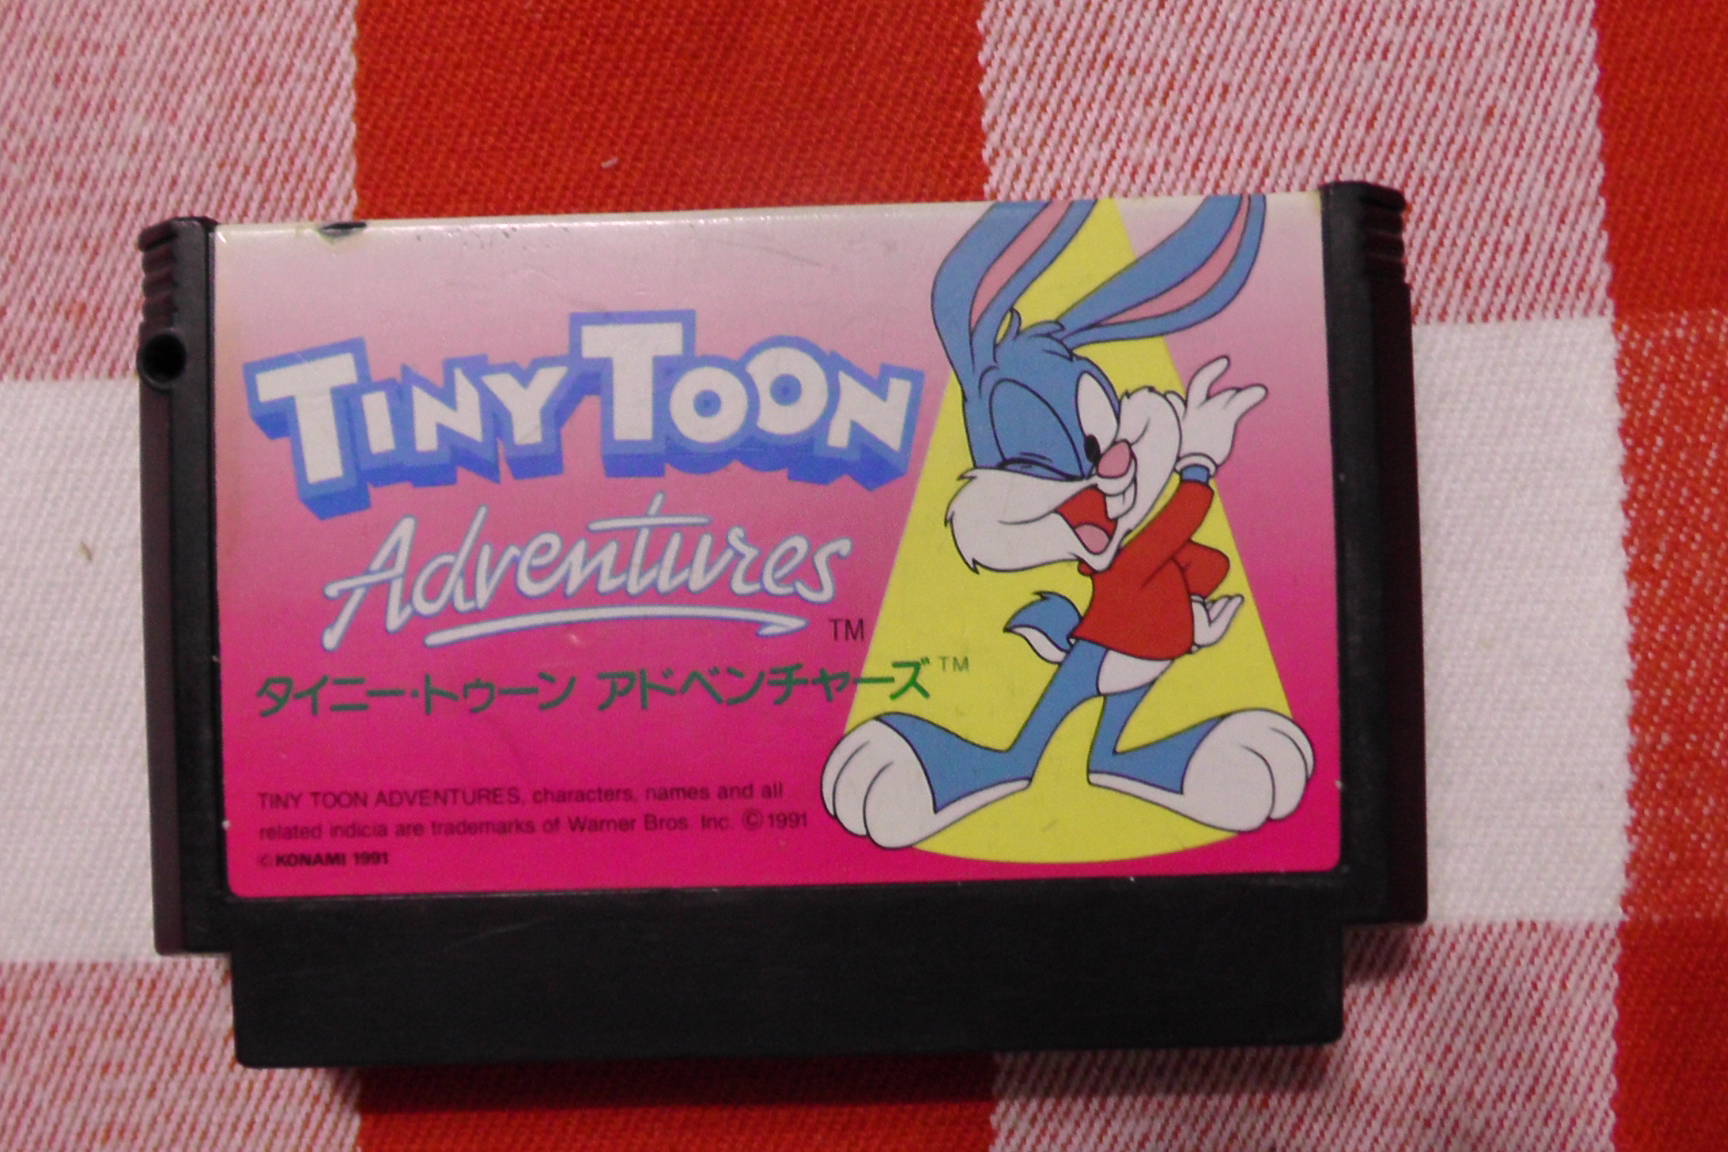 TINY TOON
Adventures TM
タイニー・トゥーン アドベンチャーズ TM
TINY TOON ADVENTURES, characters, names and all
related indicia are trademarks of Warner Bros. Inc. ©1991
©KONAMI 1991